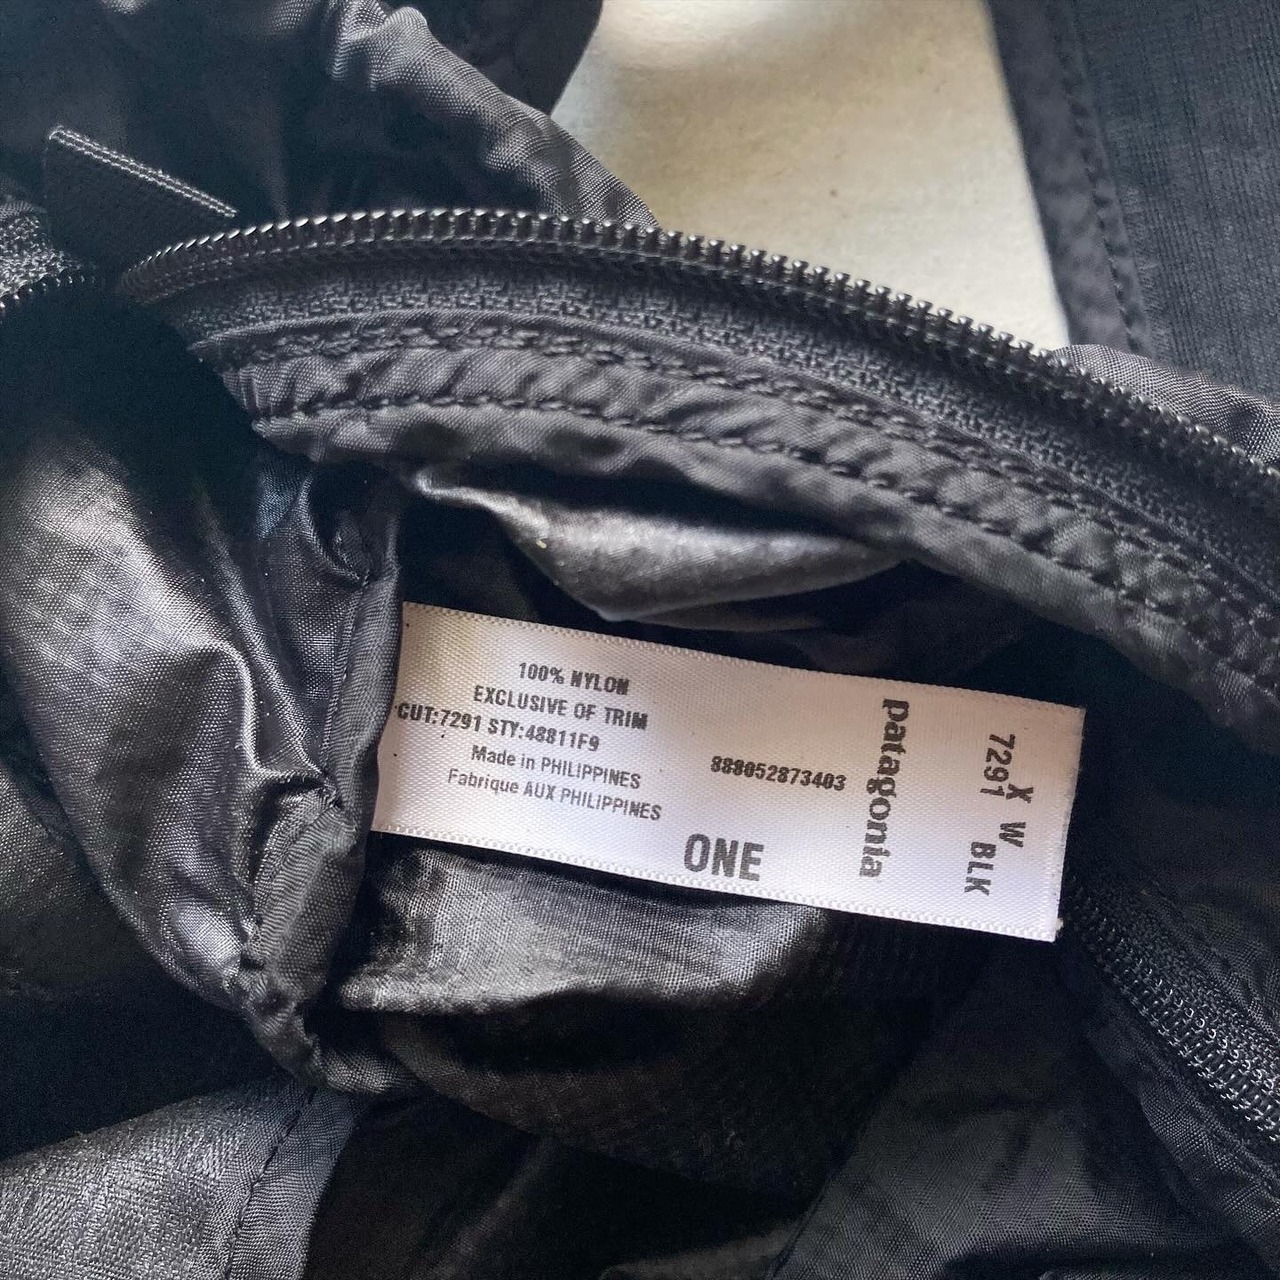 100% NYLON
EXCLUSIVE OF TRIM
CUT:7291 STY:48811F9
Made in PHILIPPINES
Fabrique AUX PHILIPPINES
888052873403
ONE
patagonia
X W
7291 BLK